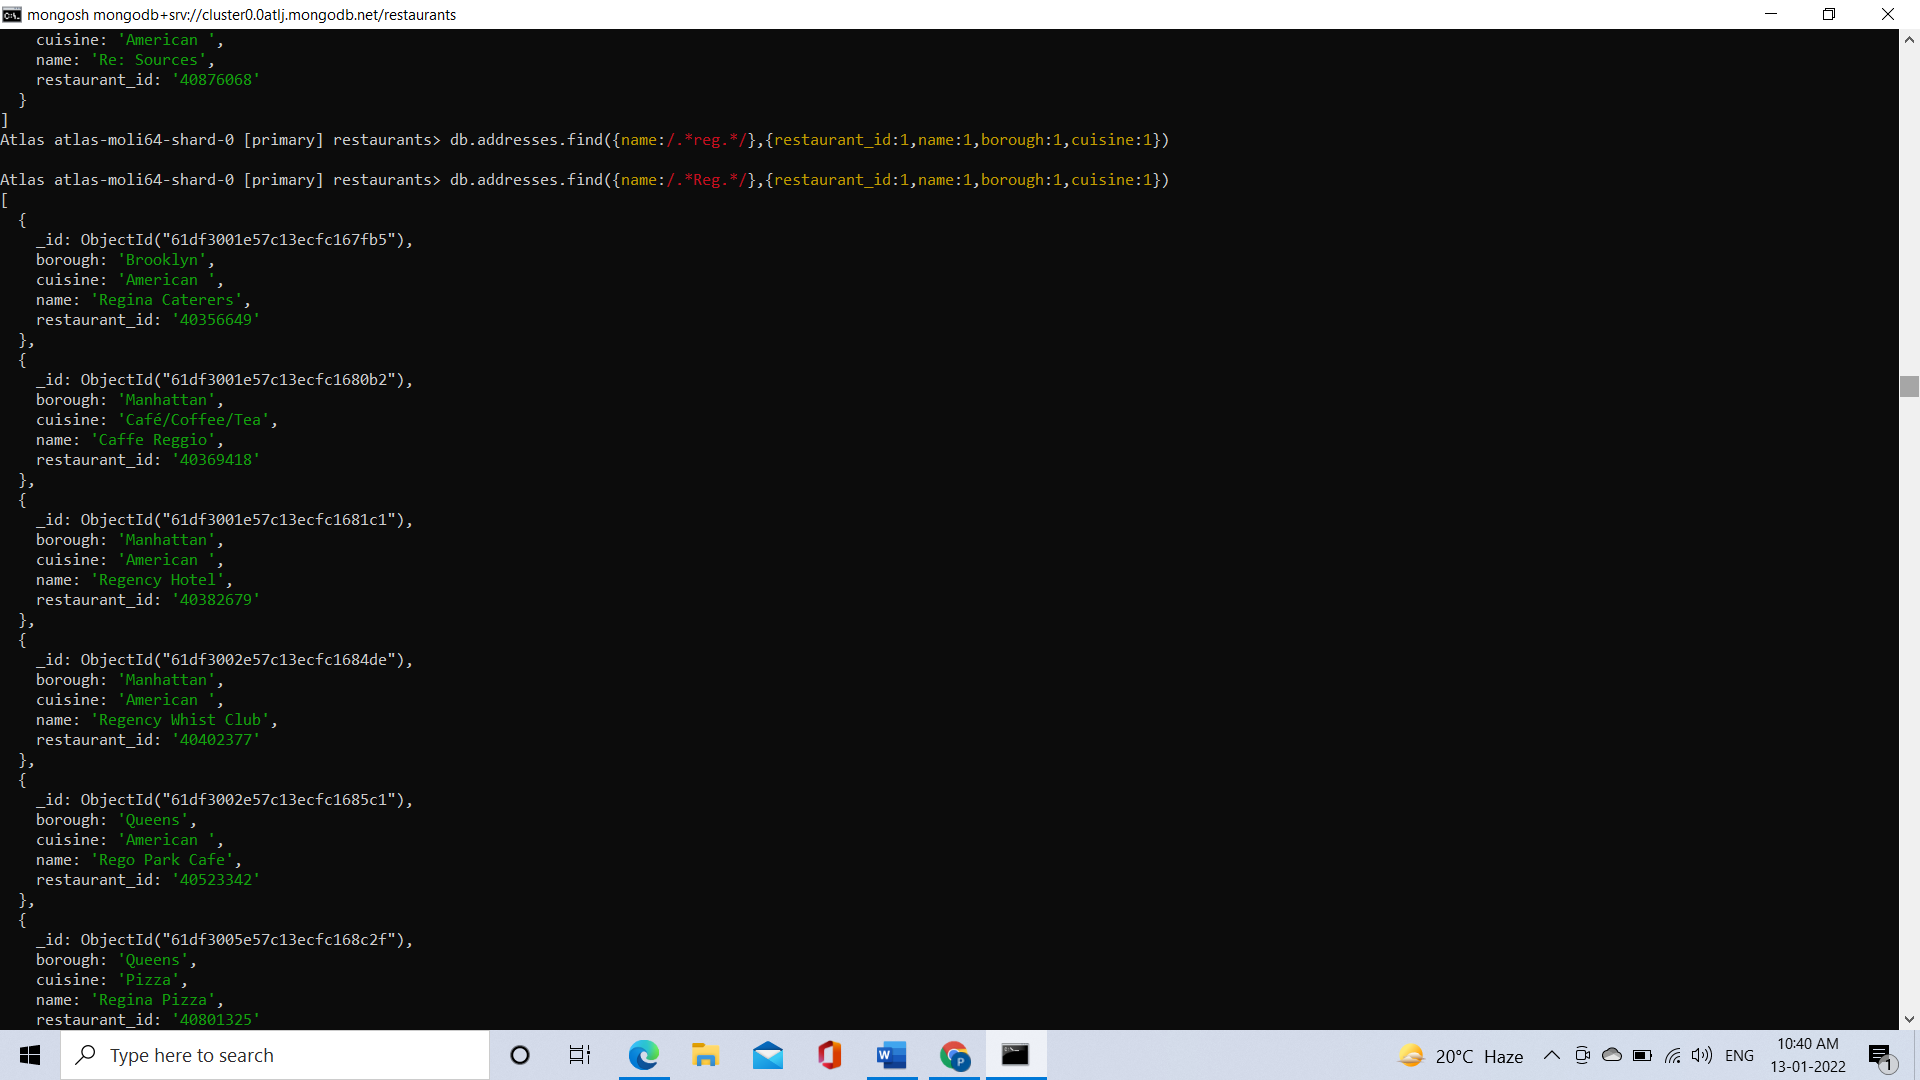 mongosh mongodb+srv://cluster0.0atlj.mongodb.net/restaurants
    cuisine: 'American ',
    name: 'Re: Sources',
    restaurant_id: '40876068'
  }
]
Atlas atlas-moli64-shard-0 [primary] restaurants> db.addresses.find({name:/.*reg.*/},{restaurant_id:1,name:1,borough:1,cuisine:1})

Atlas atlas-moli64-shard-0 [primary] restaurants> db.addresses.find({name:/.*Reg.*/},{restaurant_id:1,name:1,borough:1,cuisine:1})
[
  {
    _id: ObjectId("61df3001e57c13ecfc167fb5"),
    borough: 'Brooklyn',
    cuisine: 'American ',
    name: 'Regina Caterers',
    restaurant_id: '40356649'
  },
  {
    _id: ObjectId("61df3001e57c13ecfc1680b2"),
    borough: 'Manhattan',
    cuisine: 'Café/Coffee/Tea',
    name: 'Caffe Reggio',
    restaurant_id: '40369418'
  },
  {
    _id: ObjectId("61df3001e57c13ecfc1681c1"),
    borough: 'Manhattan',
    cuisine: 'American ',
    name: 'Regency Hotel',
    restaurant_id: '40382679'
  },
  {
    _id: ObjectId("61df3002e57c13ecfc1684de"),
    borough: 'Manhattan',
    cuisine: 'American ',
    name: 'Regency Whist Club',
    restaurant_id: '40402377'
  },
  {
    _id: ObjectId("61df3002e57c13ecfc1685c1"),
    borough: 'Queens',
    cuisine: 'American ',
    name: 'Rego Park Cafe',
    restaurant_id: '40523342'
  },
  {
    _id: ObjectId("61df3005e57c13ecfc168c2f"),
    borough: 'Queens',
    cuisine: 'Pizza',
    name: 'Regina Pizza',
    restaurant_id: '40801325'
Type here to search
20°C Haze
ENG
10:40 AM
13-01-2022
1